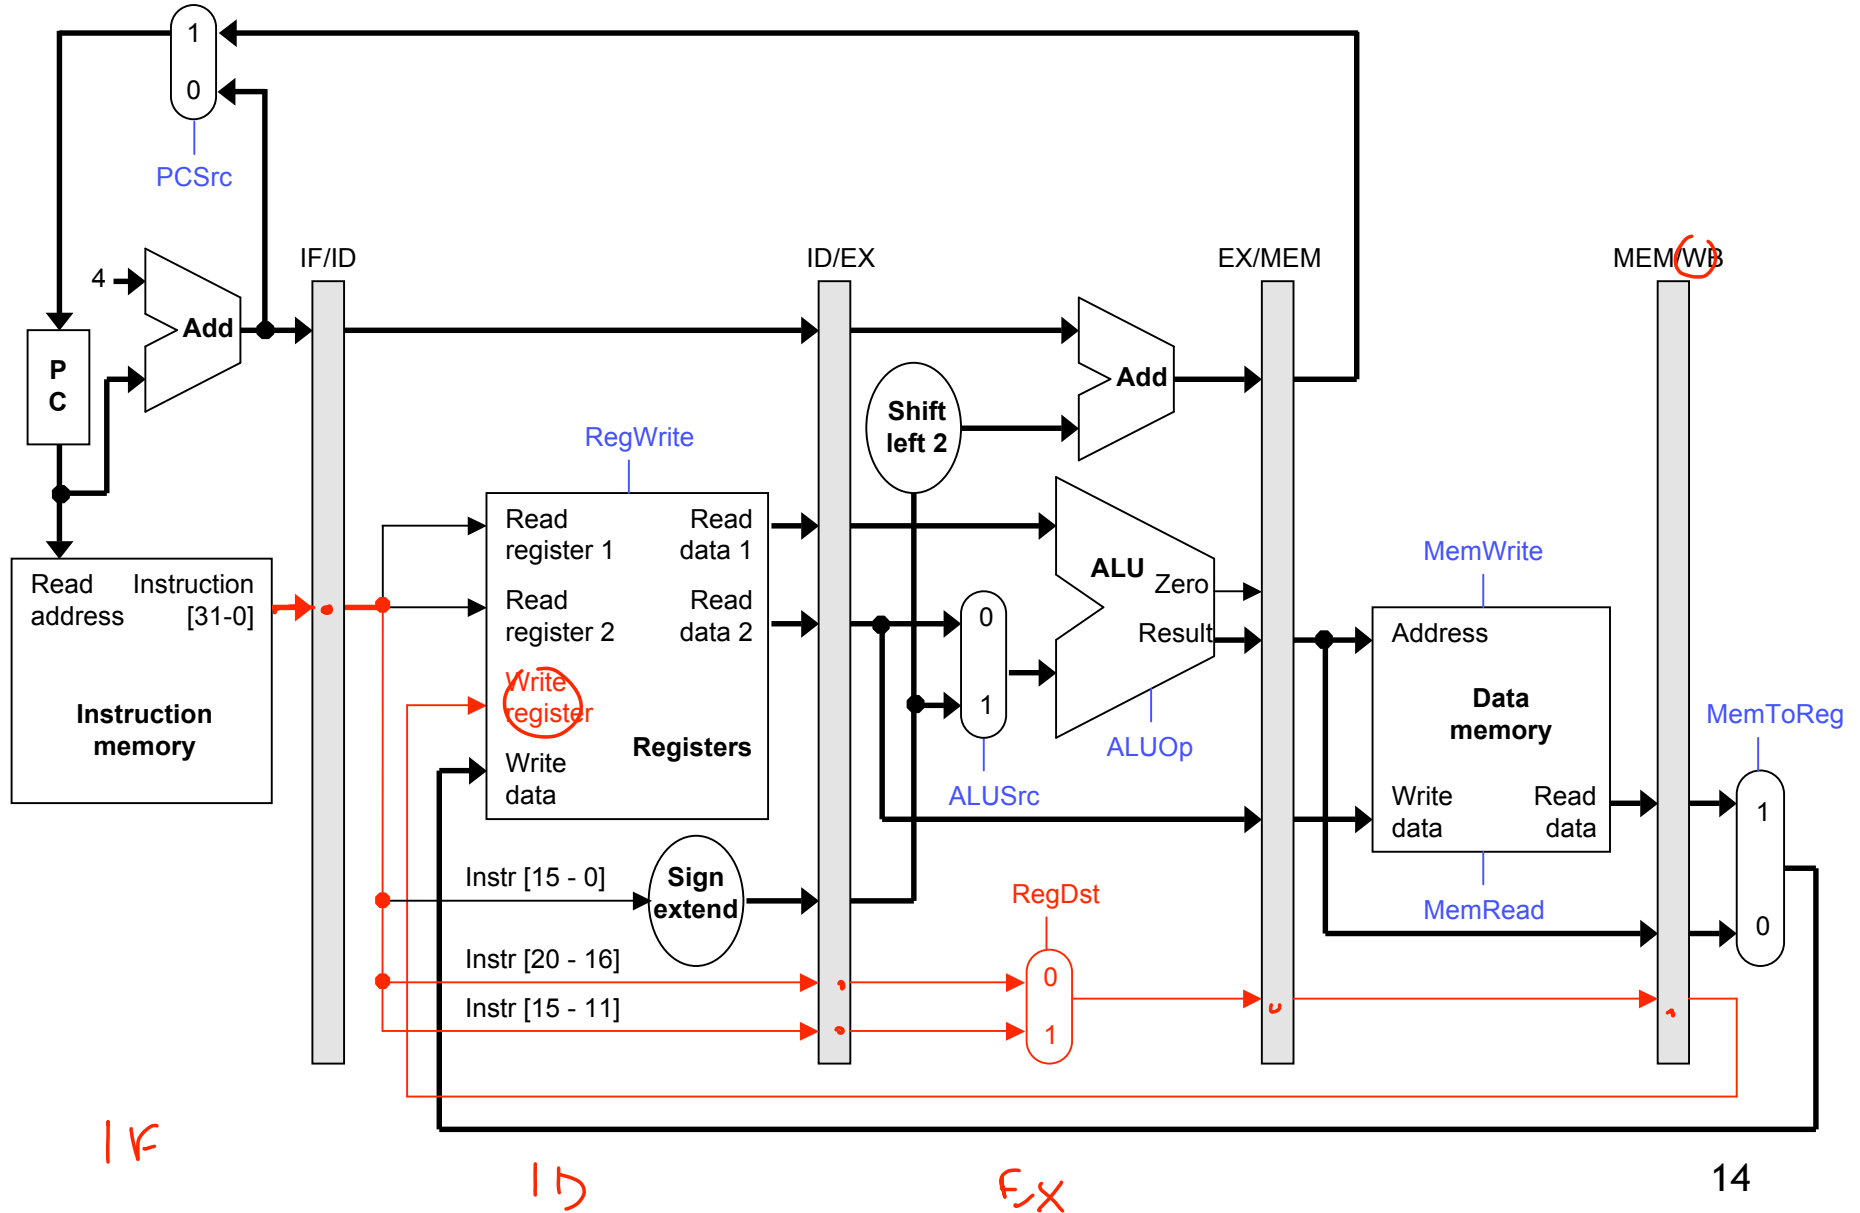 1
0
PCSrc
IF/ID
ID/EX
EX/MEM
MEM/WB
4
Add
P
C
Add
Shift
left 2
RegWrite
Read
address
Instruction
[31-0]
Instruction
memory
Read
register 1
Read
data 1
Read
register 2
Read
data 2
Write
register
Write
data
Registers
0
1
ALUSrc
ALU
Zero
Result
ALUOp
MemWrite
Address
Data
memory
Write
data
Read
data
MemRead
MemToReg
1
0
Instr [15 - 0]
Sign
extend
Instr [20 - 16]
Instr [15 - 11]
RegDst
0
1
IF
ID
EX
14